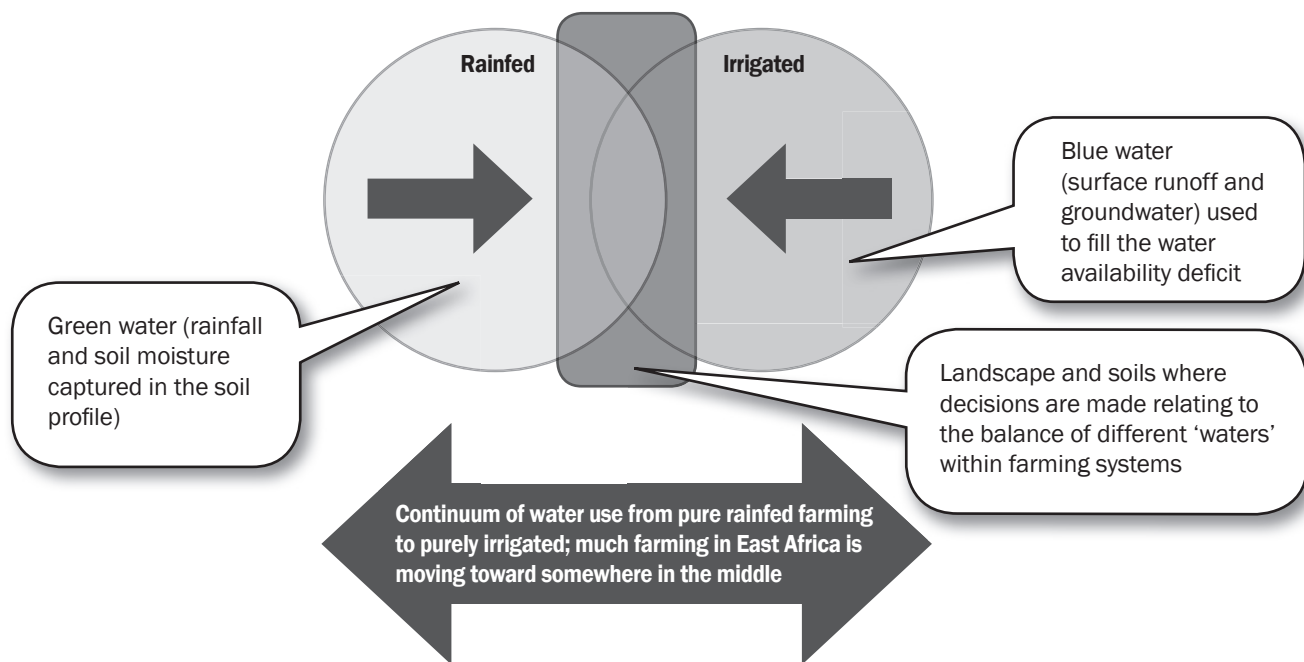 Rainfed
Irrigated
Blue water
(surface runoff and
groundwater) used
to fill the water
availability deficit
Green water (rainfall
and soil moisture
captured in the soil
profile)
Landscape and soils where
decisions are made relating to
the balance of different ‘waters’
within farming systems
Continuum of water use from pure rainfed farming
to purely irrigated; much farming in East Africa is
moving toward somewhere in the middle